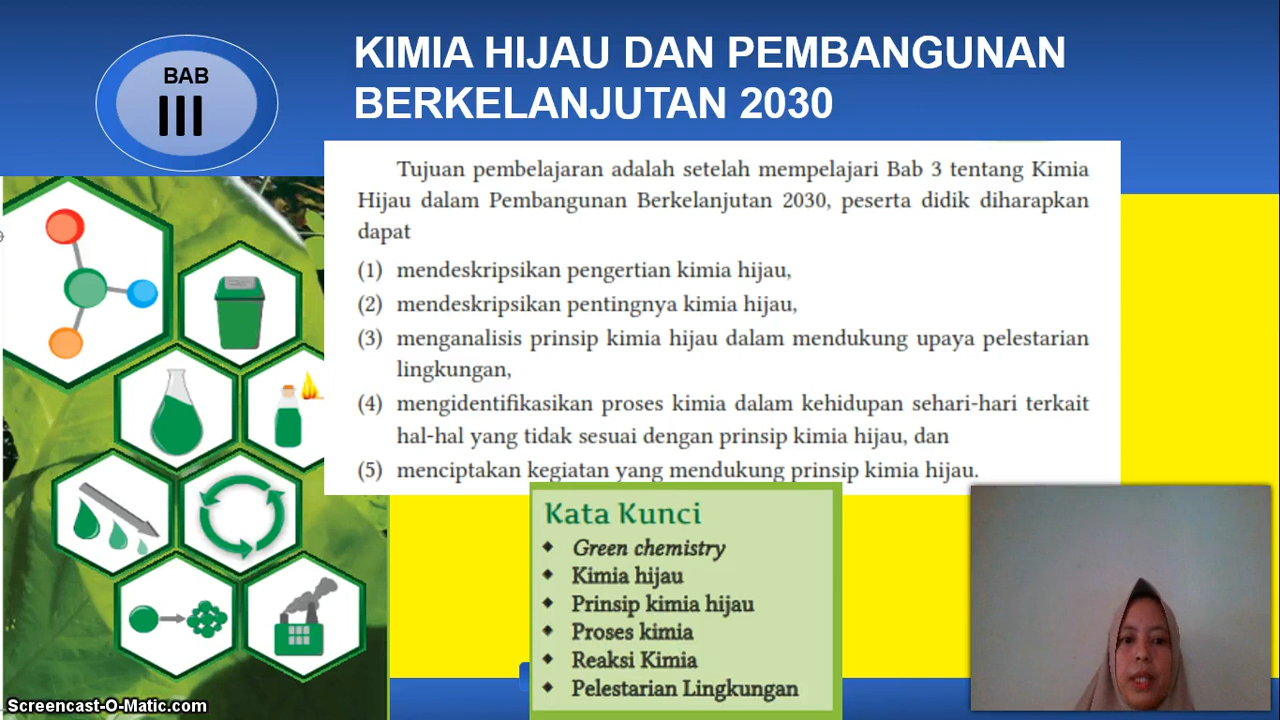 BAB
III
KIMIA HIJAU DAN PEMBANGUNAN
BERKELANJUTAN 2030
Tujuan pembelajaran adalah setelah mempelajari Bab 3 tentang Kimia
Hijau dalam Pembangunan Berkelanjutan 2030, peserta didik diharapkan
dapat
(1) mendeskripsikan pengertian kimia hijau,
(2) mendeskripsikan pentingnya kimia hijau,
(3) menganalisis prinsip kimia hijau dalam mendukung upaya pelestarian
lingkungan,
(4) mengidentifikasikan proses kimia dalam kehidupan sehari-hari terkait
hal-hal yang tidak sesuai dengan prinsip kimia hijau, dan
(5) menciptakan kegiatan yang mendukung prinsip kimia hijau.
Kata Kunci
◆ Green chemistry
◆ Kimia hijau
◆ Prinsip kimia hijau
◆ Proses kimia
◆ Reaksi Kimia
◆ Pelestarian Lingkungan
Screencast-O-Matic.com